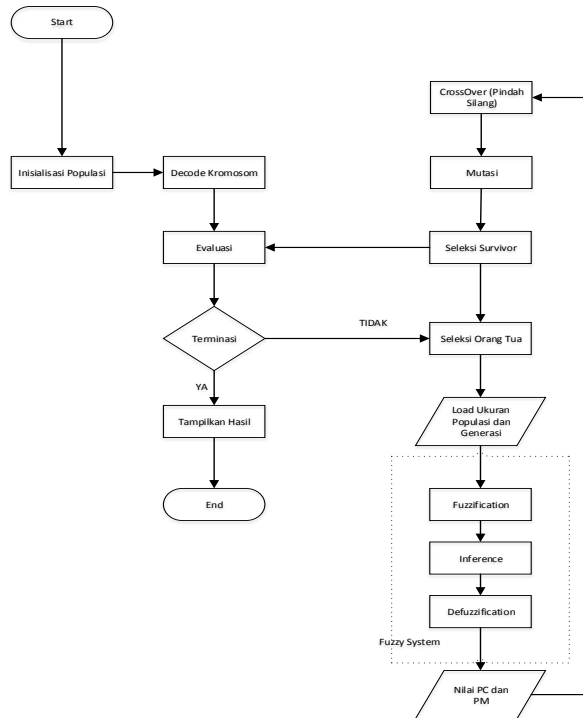 Start
CrossOver (Pindah
Silang)
Inisialisasi Populasi
Decode Kromosom
Mutasi
Evaluasi
Seleksi Survivor
Terminasi
TIDAK
Seleksi Orang Tua
YA
Tampilkan Hasil
Load Ukuran
Populasi dan
Generasi
End
Fuzzification
Inference
Defuzzification
Fuzzy System
Nilai PC dan
PM